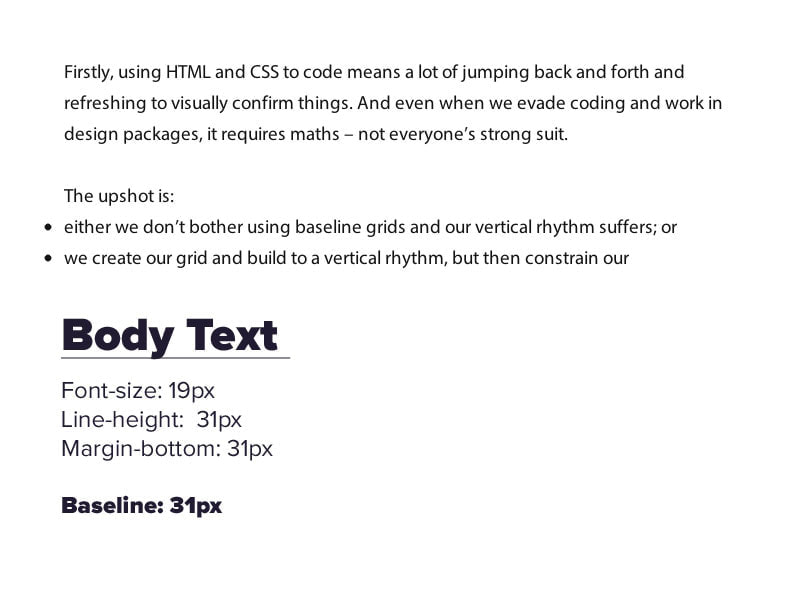 Firstly, using HTML and CSS to code means a lot of jumping back and forth and
refreshing to visually confirm things. And even when we evade coding and work in
design packages, it requires maths – not everyone’s strong suit.
The upshot is:
• either we don’t bother using baseline grids and our vertical rhythm suffers; or
• we create our grid and build to a vertical rhythm, but then constrain our
Body Text
Font-size: 19px
Line-height:  31px
Margin-bottom: 31px
Baseline: 31px